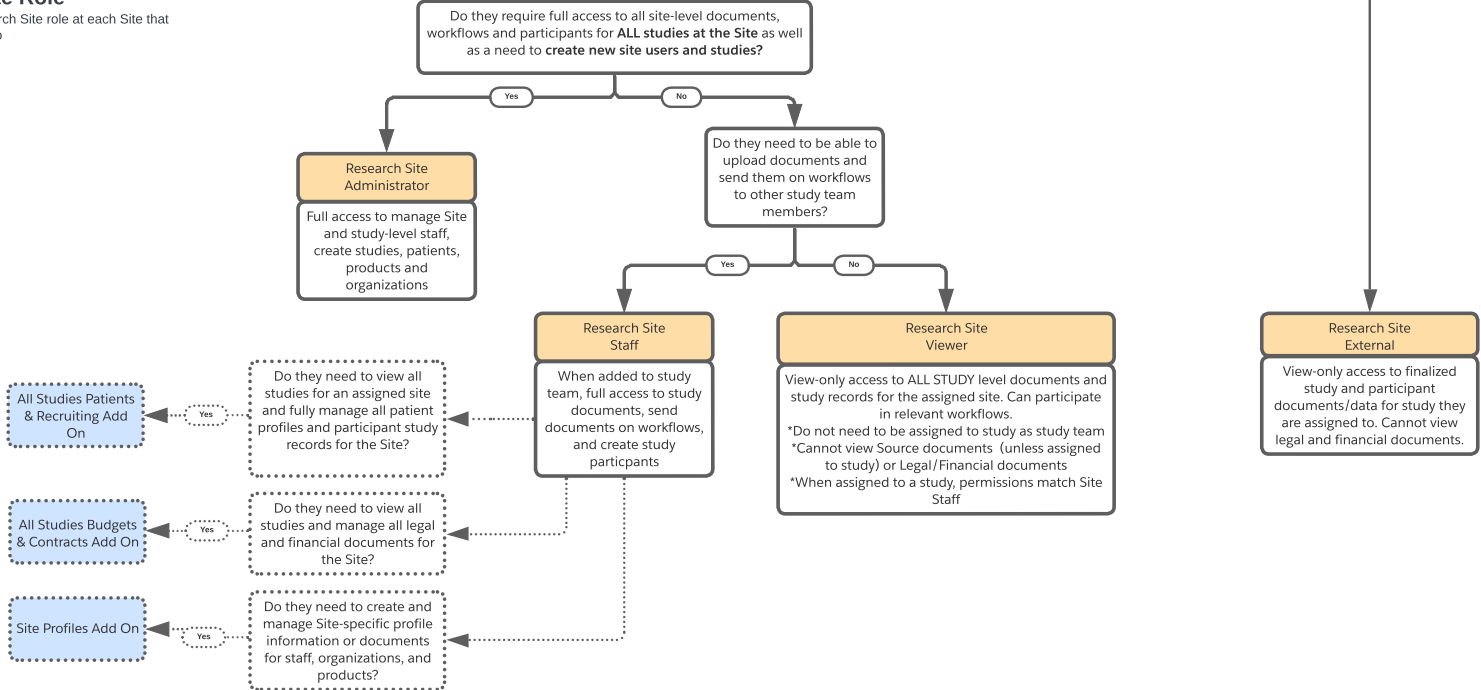 Role
rch Site role at each Site that
Do they require full access to all site-level documents,
workflows and participants for ALL studies at the Site as well
as a need to create new site users and studies?
Yes
No
Do they need to be able to
upload documents and
send them on workflows
to other study team
members?
Research Site
Administrator
Full access to manage Site
and study-level staff,
create studies, patients,
products and
organizations
Yes
No
Research Site
Staff
When added to study
team, full access to study
documents, send
documents on workflows,
and create study
particpants
Research Site
Viewer
View-only access to ALL STUDY level documents and
study records for the assigned site. Can participate
in relevant workflows.
*Do not need to be assigned to study as study team
*Cannot view Source documents (unless assigned
to study) or Legal/Financial documents
*When assigned to a study, permissions match Site
Staff
Research Site
External
View-only access to finalized
study and participant
documents/data for study they
are assigned to. Cannot view
legal and financial documents.
Do they need to view all
studies for an assigned site
and fully manage all patient
profiles and participant study
records for the Site?
Yes
All Studies Patients
& Recruiting Add
On
Do they need to view all
studies and manage all legal
and financial documents for
the Site?
Yes
All Studies Budgets
& Contracts Add On
Do they need to create and
manage Site-specific profile
information or documents
for staff, organizations, and
products?
Yes
Site Profiles Add On